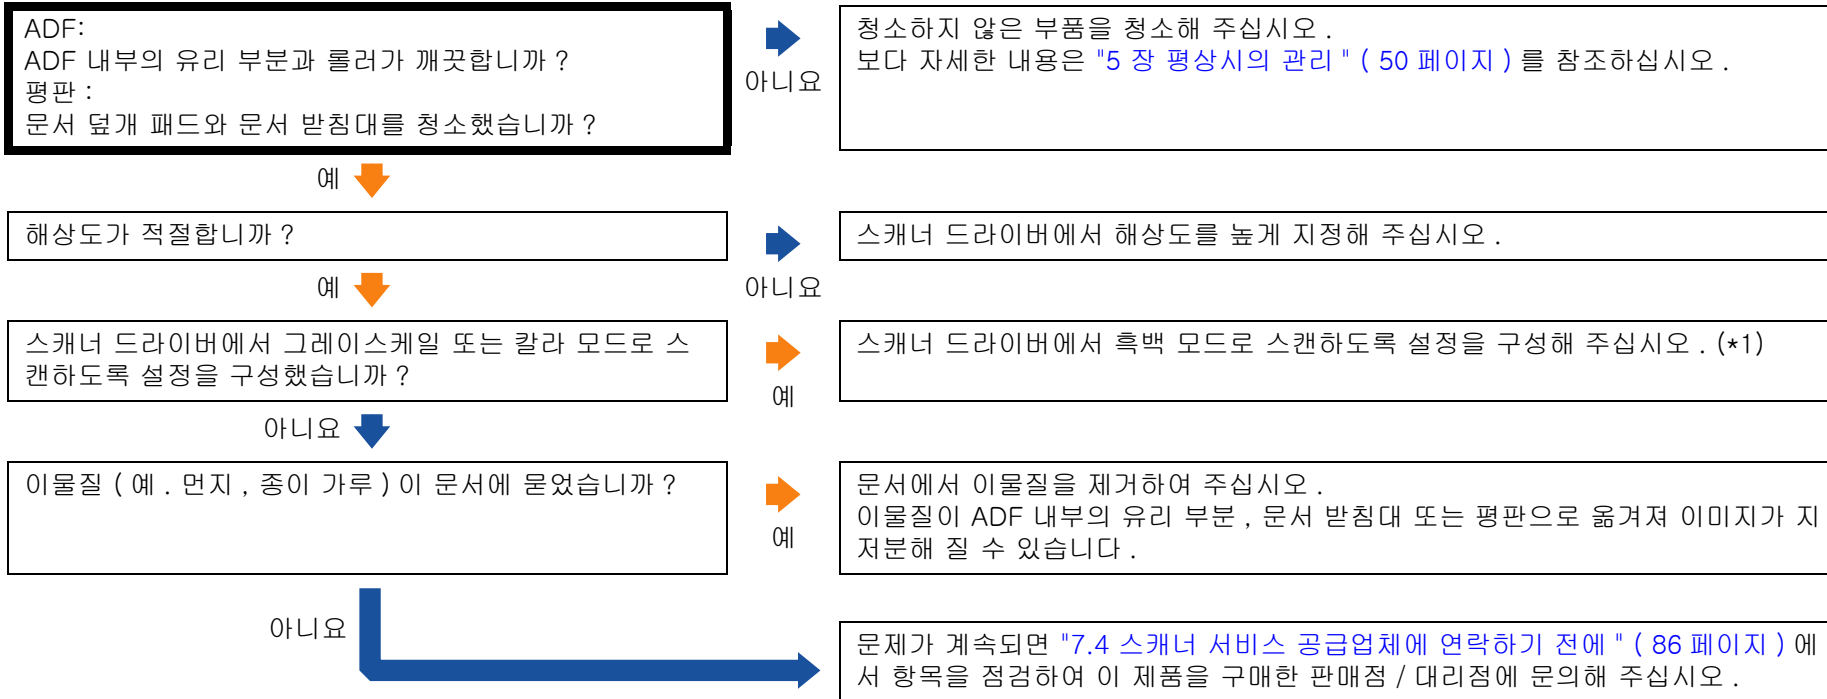 ADF:
ADF 내부의 유리 부분과 롤러가 깨끗합니까 ?
평판 :
문서 덮개 패드와 문서 받침대를 청소했습니까 ?
아니요
청소하지 않은 부품을 청소해 주십시오 .
보다 자세한 내용은 "5 장 평상시의 관리 " ( 50 페이지 ) 를 참조하십시오 .
예
해상도가 적절합니까 ?
아니요
스캐너 드라이버에서 해상도를 높게 지정해 주십시오 .
예
스캐너 드라이버에서 그레이스케일 또는 칼라 모드로 스
캔하도록 설정을 구성했습니까 ?
예
스캐너 드라이버에서 흑백 모드로 스캔하도록 설정을 구성해 주십시오 . (*1)
아니요
이물질 ( 예 . 먼지 , 종이 가루 ) 이 문서에 묻었습니까 ?
예
문서에서 이물질을 제거하여 주십시오 .
이물질이 ADF 내부의 유리 부분 , 문서 받침대 또는 평판으로 옮겨져 이미지가 지
저분해 질 수 있습니다 .
아니요
문제가 계속되면 "7.4 스캐너 서비스 공급업체에 연락하기 전에 " ( 86 페이지 ) 에
서 항목을 점검하여 이 제품을 구매한 판매점 / 대리점에 문의해 주십시오 .